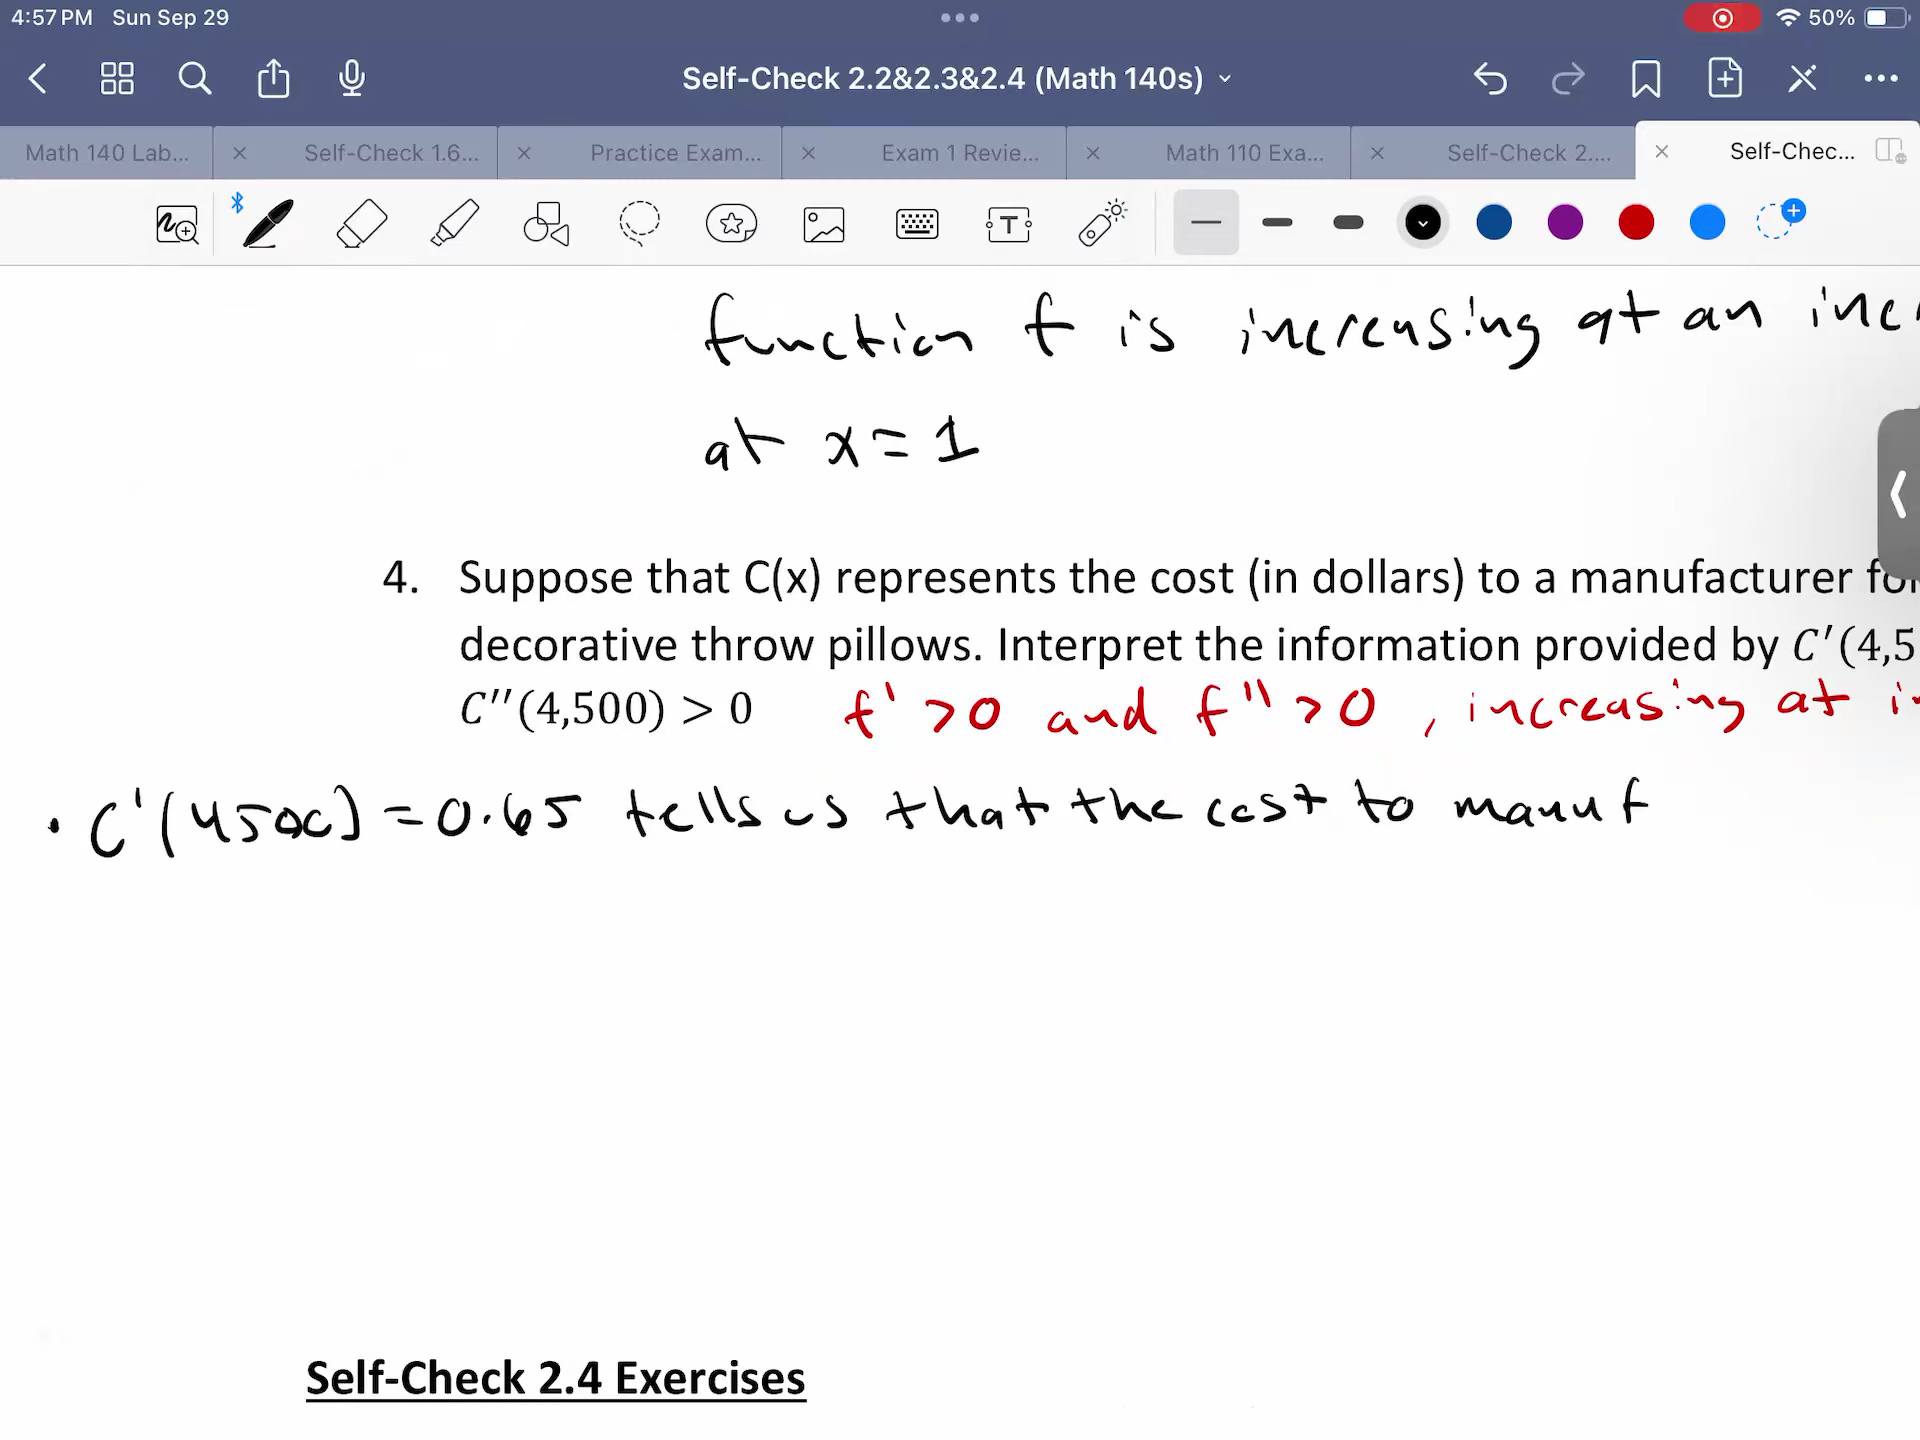 4:57 PM Sun Sep 29
50%
Self-Check 2.2&2.3&2.4 (Math 140s)
Math 140 Lab... Self-Check 1.6... Practice Exam... Exam 1 Revie... Math 110 Exa... Self-Check 2.... Self-Chec...
function f is increasing at an inc
at x = 1
4. Suppose that C(x) represents the cost (in dollars) to a manufacturer fo
decorative throw pillows. Interpret the information provided by C′(4,5
C′′(4,500) > 0 f' > 0 and f" > 0 , increasing at i
• C'(4500) = 0.65 tells us that the cost to manuf
Self-Check 2.4 Exercises